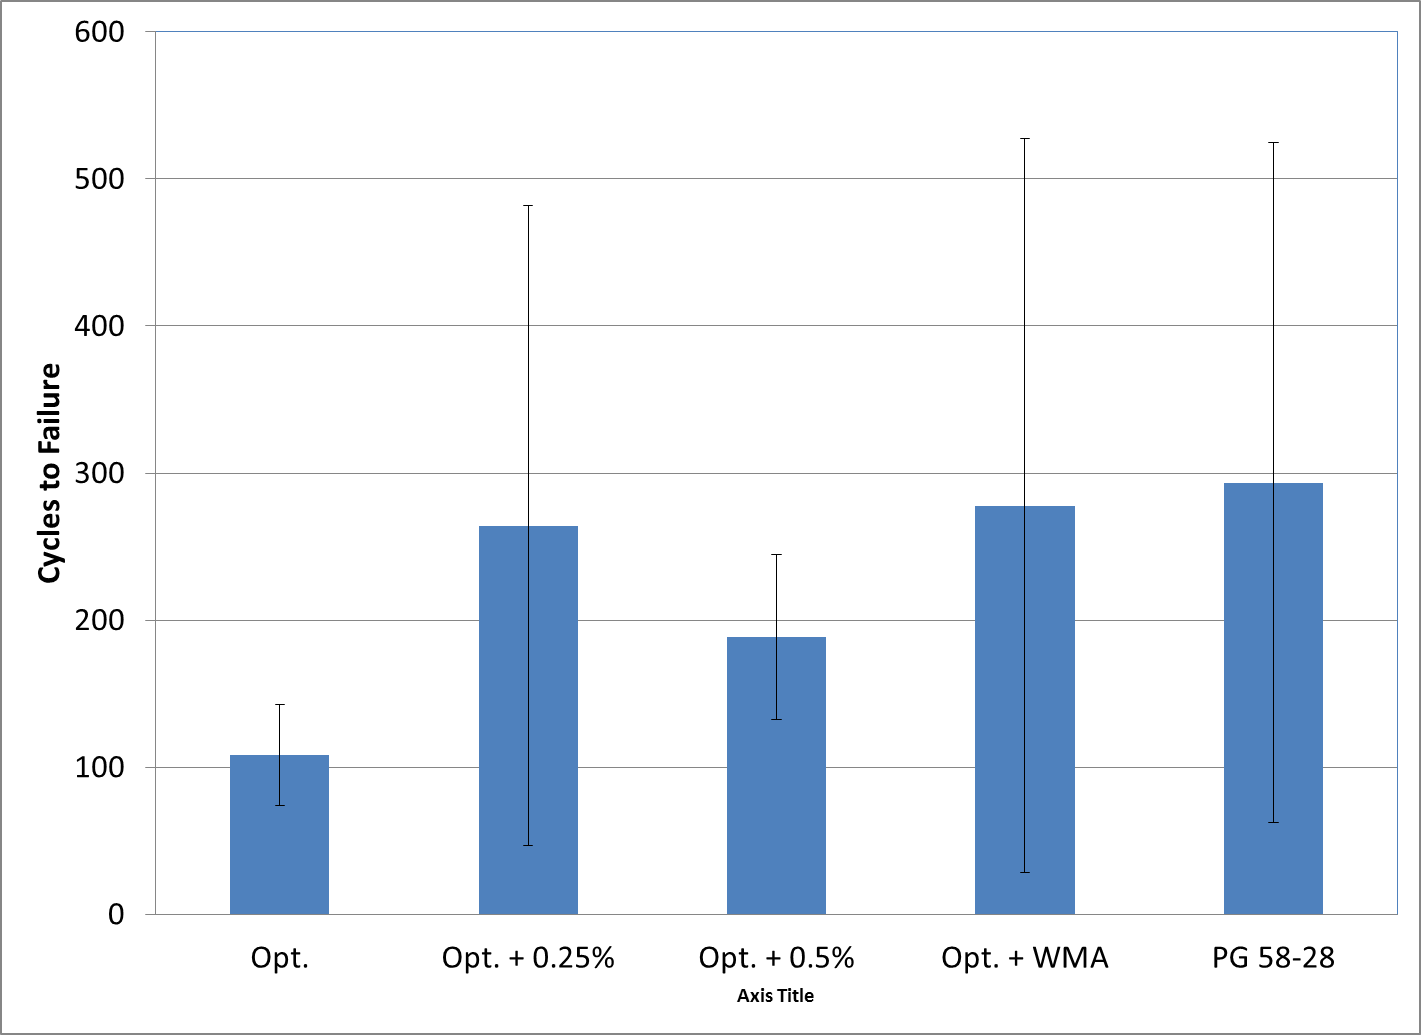 600
500
400
300
200
100
0
Cycles to Failure
Opt.
Opt. + 0.25%
Opt. + 0.5%
Opt. + WMA
PG 58-28
Axis Title